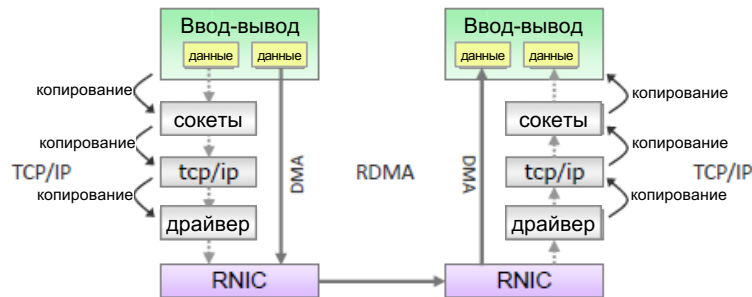 Ввод-вывод
Ввод-вывод
данные
данные
данные
данные
копирование
копирование
сокеты
сокеты
копирование
копирование
TCP/IP
tcp/ip
DMA
RDMA
DMA
tcp/ip
TCP/IP
копирование
копирование
драйвер
драйвер
RNIC
RNIC